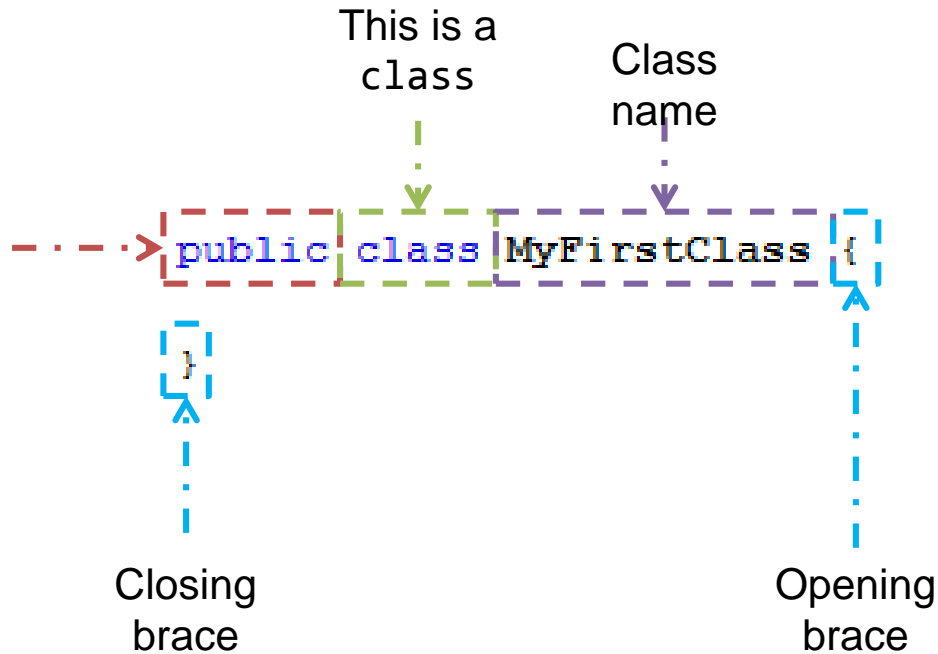 This is a
class
Class
name
public class MyFirstClass {
}
Closing
brace
Opening
brace